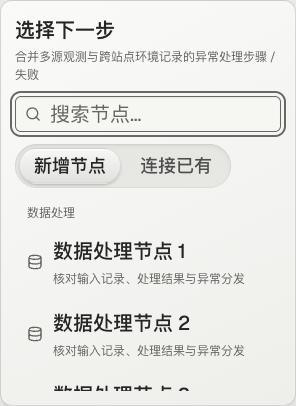 选择下一步
合并多源观测与跨站点环境记录的异常处理步骤 /
失败
搜索节点...
新增节点
连接已有
数据处理
数据处理节点 1
核对输入记录、处理结果与异常分发
数据处理节点 2
核对输入记录、处理结果与异常分发